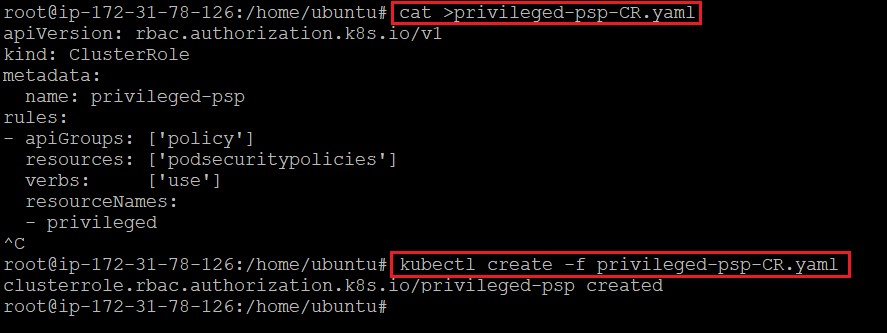 root@ip-172-31-78-126:/home/ubuntu# cat >privileged-psp-CR.yaml
apiVersion: rbac.authorization.k8s.io/v1
kind: ClusterRole
metadata:
  name: privileged-psp
rules:
- apiGroups: ['policy']
  resources: ['podsecuritypolicies']
  verbs:     ['use']
  resourceNames:
  - privileged
^C
root@ip-172-31-78-126:/home/ubuntu# kubectl create -f privileged-psp-CR.yaml
clusterrole.rbac.authorization.k8s.io/privileged-psp created
root@ip-172-31-78-126:/home/ubuntu#